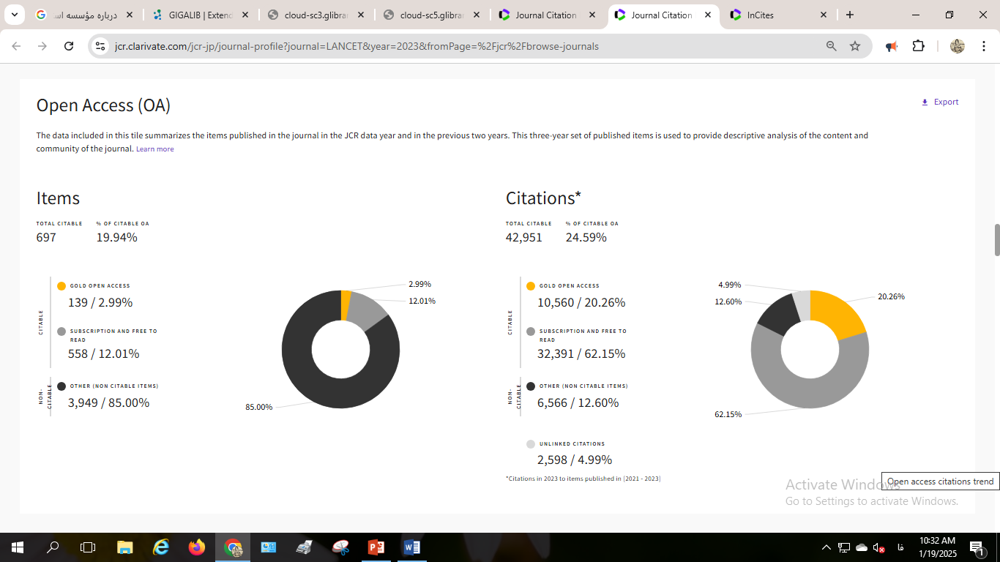 درباره مؤسسه اسـ
GIGALIB | Extend
cloud-sc3.glibrar
cloud-sc5.glibrar
Journal Citation
Journal Citation
InCites
jcr.clarivate.com/jcr-jp/journal-profile?journal=LANCET&year=2023&fromPage=%2Fjcr%2Fbrowse-journals
Open Access (OA)
Export
The data included in this tile summarizes the items published in the journal in the JCR data year and in the previous two years. This three-year set of published items is used to provide descriptive analysis of the content and
community of the journal. Learn more
Items
TOTAL CITABLE % OF CITABLE OA
697 19.94%
CITABLE
GOLD OPEN ACCESS
139 / 2.99%
SUBSCRIPTION AND FREE TO
READ
558 / 12.01%
NON-
CITABLE
OTHER (NON CITABLE ITEMS)
3,949 / 85.00%
2.99%
12.01%
85.00%
Citations*
TOTAL CITABLE % OF CITABLE OA
42,951 24.59%
CITABLE
GOLD OPEN ACCESS
10,560 / 20.26%
SUBSCRIPTION AND FREE TO
READ
32,391 / 62.15%
NON-
CITABLE
OTHER (NON CITABLE ITEMS)
6,566 / 12.60%
UNLINKED CITATIONS
2,598 / 4.99%
*Citations in 2023 to items published in [2021 - 2023]
4.99%
12.60%
20.26%
62.15%
Open access citations trend
Activate Windows
Go to Settings to activate Windows.
فا
10:32 AM
1/19/2025
1